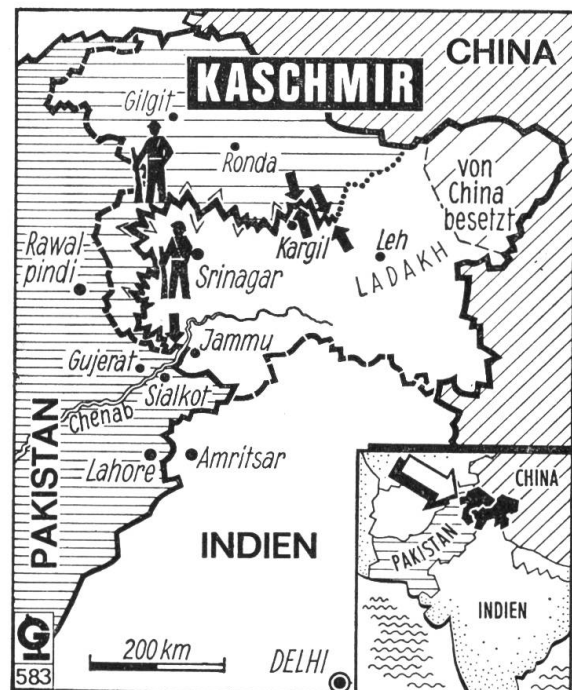 CHINA
KASCHMIR
Gilgit
Ronda
von
China
besetzt
Rawal-
pindi
Kargil
Leh
LADAKH
Srinagar
Jammu
Gujerat
Sialkot
Chenab
Lahore
Amritsar
PAKISTAN
INDIEN
200 km
DELHI
583
CHINA
PAKISTAN
INDIEN